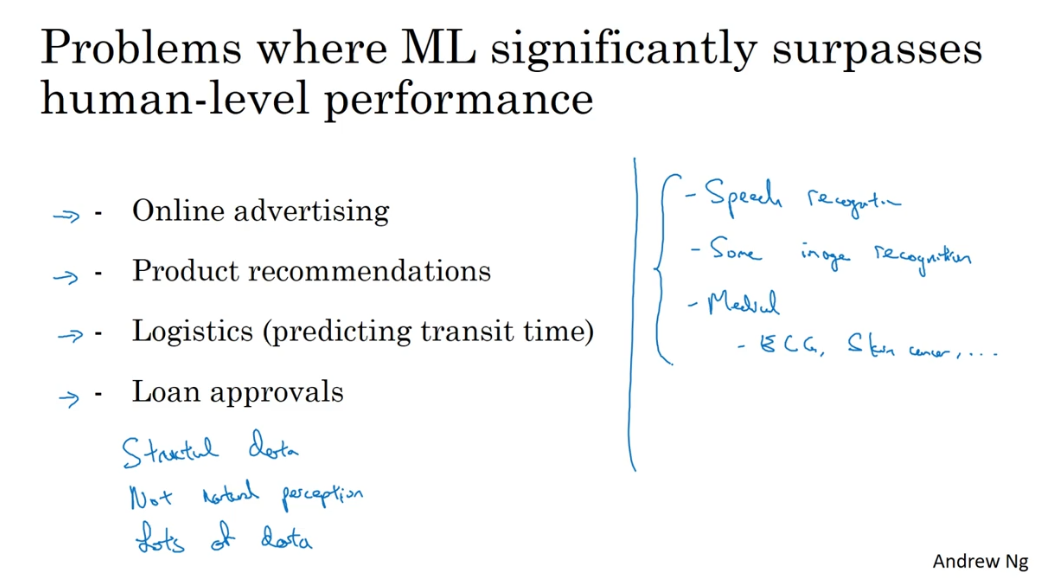 Problems where ML significantly surpasses
human-level performance
- Online advertising
- Product recommendations
- Logistics (predicting transit time)
- Loan approvals
Structured data
Not natural perception
Lots of data
- Speech recognition
- Some image recognition
- Medical
- ECG, Skin cancer, ...
Andrew Ng